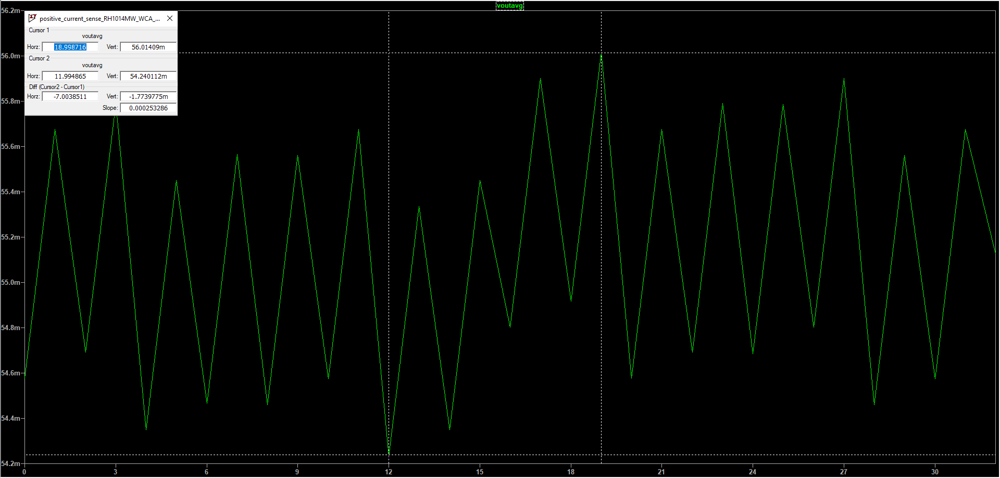 voutavg
56.2m
positive_current_sense_RH1014MW_WCA_...
Cursor 1
voutavg
Horz: 18.998716 Vert: 56.01409m
Cursor 2
voutavg
Horz: 11.994865 Vert: 54.240112m
Diff (Cursor2 - Cursor1)
Horz: -7.0038511 Vert: -1.7739775m
Slope: 0.000253286
56.0m
55.8m
55.6m
55.4m
55.2m
55.0m
54.8m
54.6m
54.4m
54.2m
0 3 6 9 12 15 18 21 24 27 30